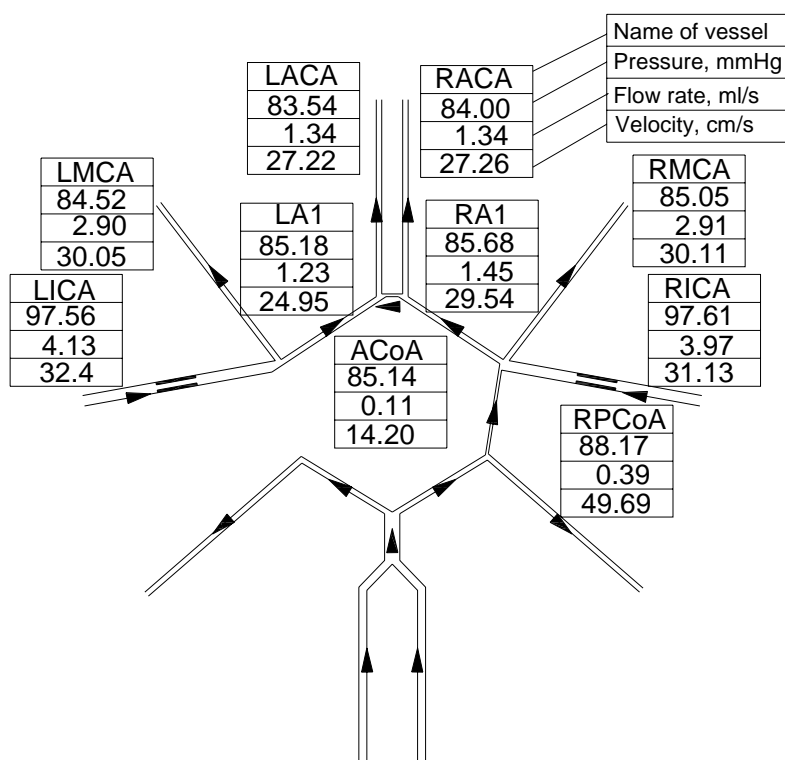 Name of vessel
Pressure, mmHg
Flow rate, ml/s
Velocity, cm/s
LACA
83.54
1.34
27.22
RACA
84.00
1.34
27.26
LMCA
84.52
2.90
30.05
RMCA
85.05
2.91
30.11
LA1
85.18
1.23
24.95
RA1
85.68
1.45
29.54
LICA
97.56
4.13
32.4
RICA
97.61
3.97
31.13
ACoA
85.14
0.11
14.20
RPCoA
88.17
0.39
49.69